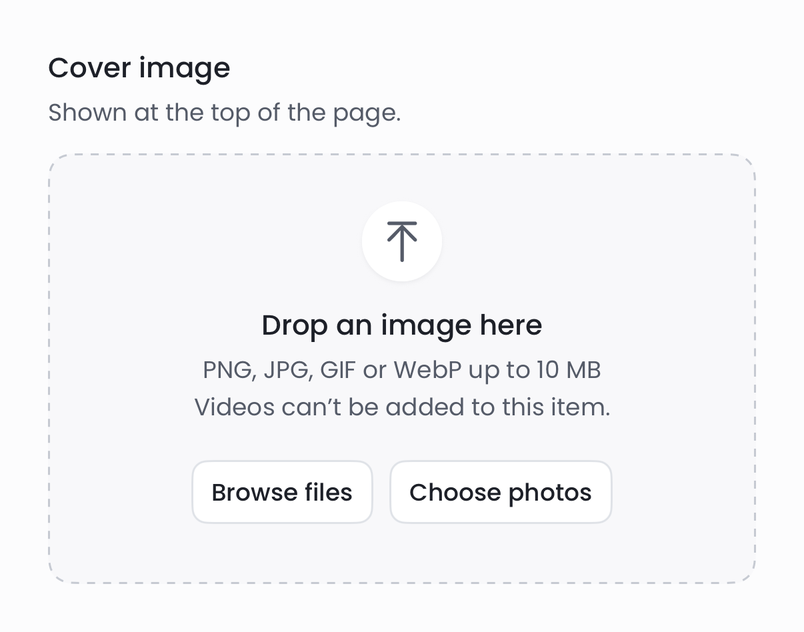 Cover image
Shown at the top of the page.
Drop an image here
PNG, JPG, GIF or WebP up to 10 MB
Videos can’t be added to this item.
Browse files
Choose photos